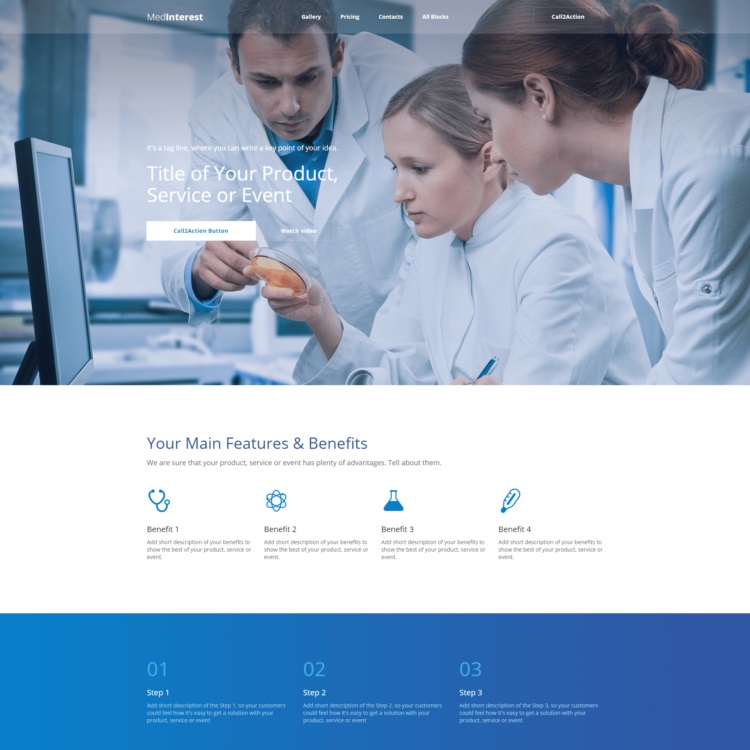 MedInterest
Gallery
Pricing
Contacts
All Blocks
Call2Action
It's a tag line, where you can write a key point of your idea.
Title of Your Product,
Service or Event
Call2Action Button
Watch video
Your Main Features & Benefits
We are sure that your product, service or event has plenty of advantages. Tell about them.
Benefit 1
Add short description of your benefits to
show the best of your product, service or
event.
Benefit 2
Add short description of your benefits to
show the best of your product, service or
event.
Benefit 3
Add short description of your benefits to
show the best of your product, service or
event.
Benefit 4
Add short description of your benefits to
show the best of your product, service or
event.
01
Step 1
Add short description of the Step 1, so your customers
could feel how it's easy to get a solution with your
product, service or event
02
Step 2
Add short description of the Step 2, so your customers
could feel how it's easy to get a solution with your
product, service or event
03
Step 3
Add short description of the Step 3, so your customers
could feel how it's easy to get a solution with your
product, service or event